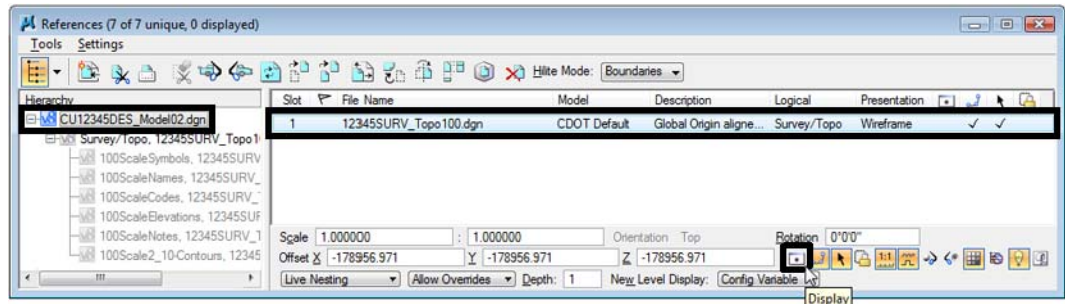 References (7 of 7 unique, 0 displayed)
Tools Settings
Hilite Mode: Boundaries
Hierarchy Slot File Name Model Description Logical Presentation
CU12345DES_Model02.dgn
1 12345SURV_Topo100.dgn CDOT Default Global Origin aligne... Survey/Topo Wireframe
Survey/Topo, 12345SURV_Topo1
100ScaleSymbols, 12345SURV
100ScaleNames, 12345SURV_
100ScaleCodes, 12345SURV_
100ScaleElevations, 12345SUF
100ScaleNotes, 12345SURV_1
100Scale2_10-Contours, 12345
Scale 1.000000 : 1.000000 Orientation Top Rotation 0°0'0"
Offset X -178956.971 Y -178956.971 Z -178956.971 1:1
Live Nesting Allow Overrides Depth: 1 New Level Display: Config Variable
Display